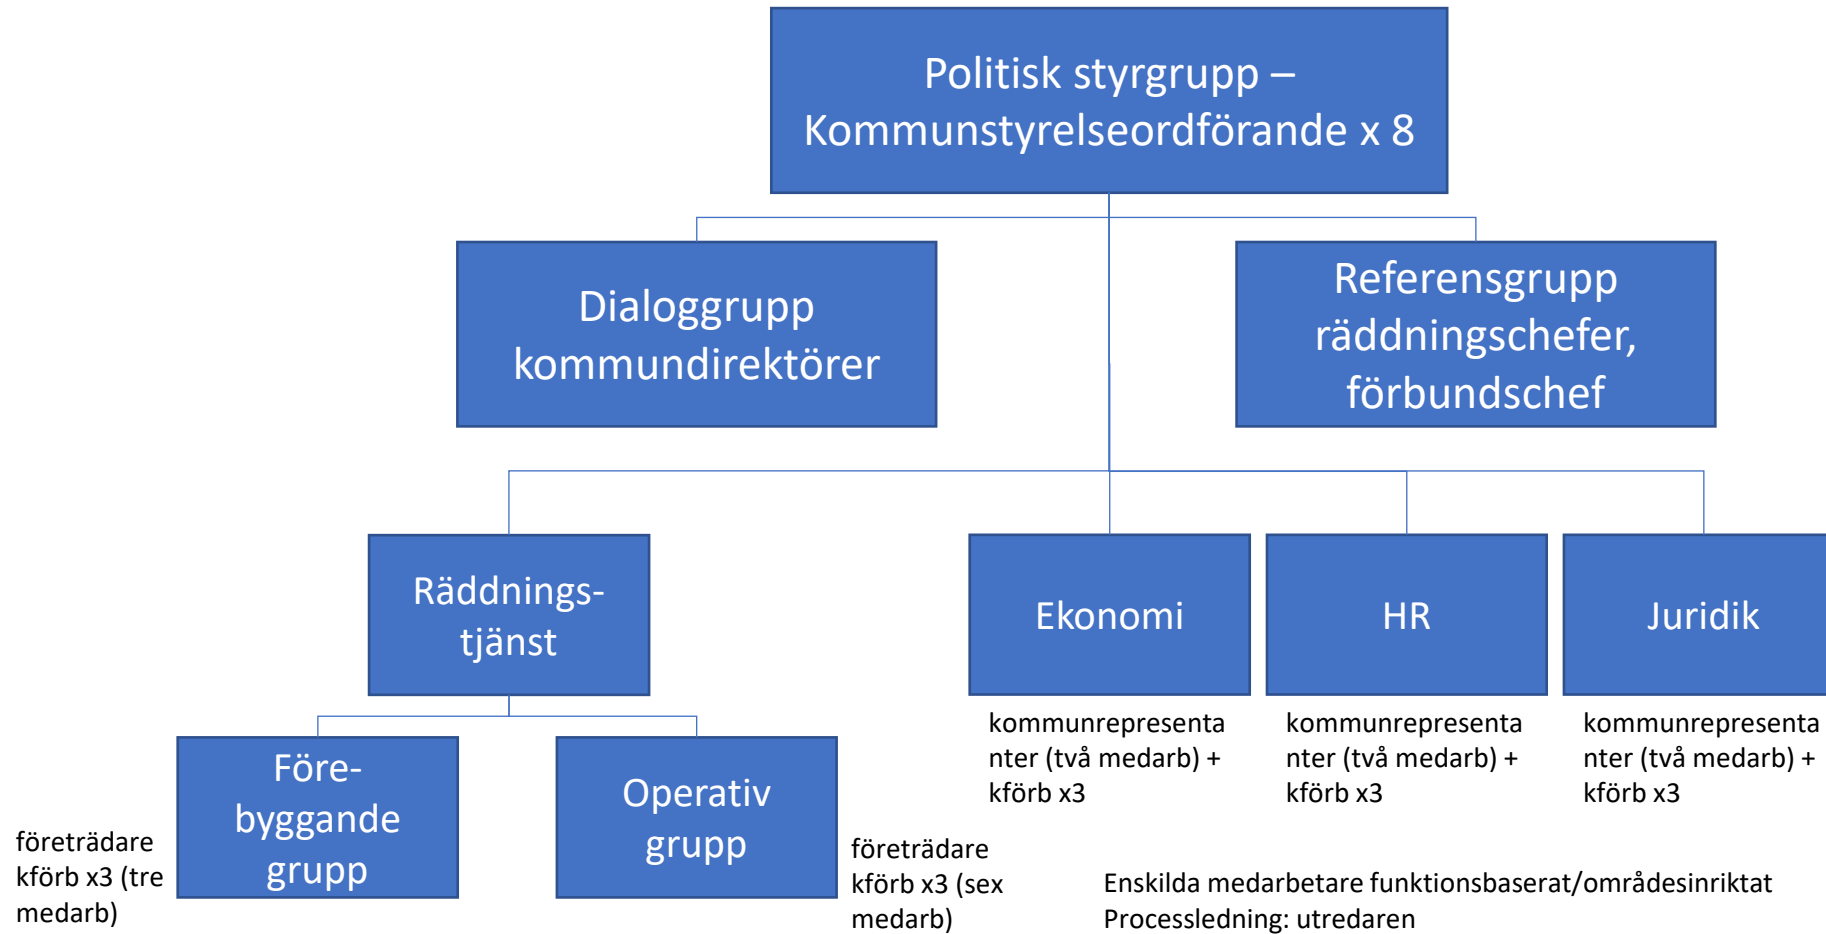 Politisk styrgrupp –
Kommunstyrelseordförande x 8
Dialoggrupp
kommundirektörer
Referensgrupp
räddningschefer,
förbundschef
Räddnings-
tjänst
Ekonomi
HR
Juridik
kommunrepresenta
nter (två medarb) +
kförb x3
kommunrepresenta
nter (två medarb) +
kförb x3
kommunrepresenta
nter (två medarb) +
kförb x3
Före-
byggande
grupp
Operativ
grupp
företrädare
kförb x3 (tre
medarb)
företrädare
kförb x3 (sex
medarb)
Enskilda medarbetare funktionsbaserat/områdesinriktat
Processledning: utredaren